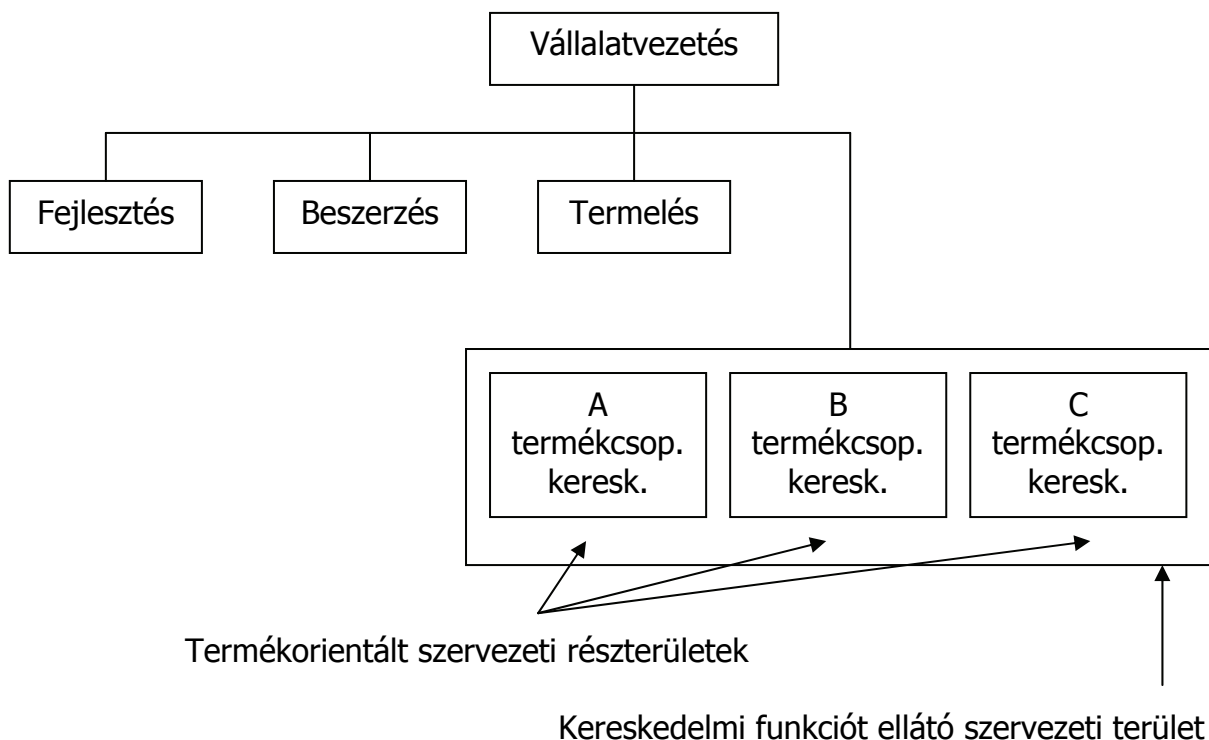 Vállalatvezetés
Fejlesztés
Beszerzés
Termelés
A
termékcsop.
keresk.
B
termékcsop.
keresk.
C
termékcsop.
keresk.
Termékorientált szervezeti részterületek
Kereskedelmi funkciót ellátó szervezeti terület